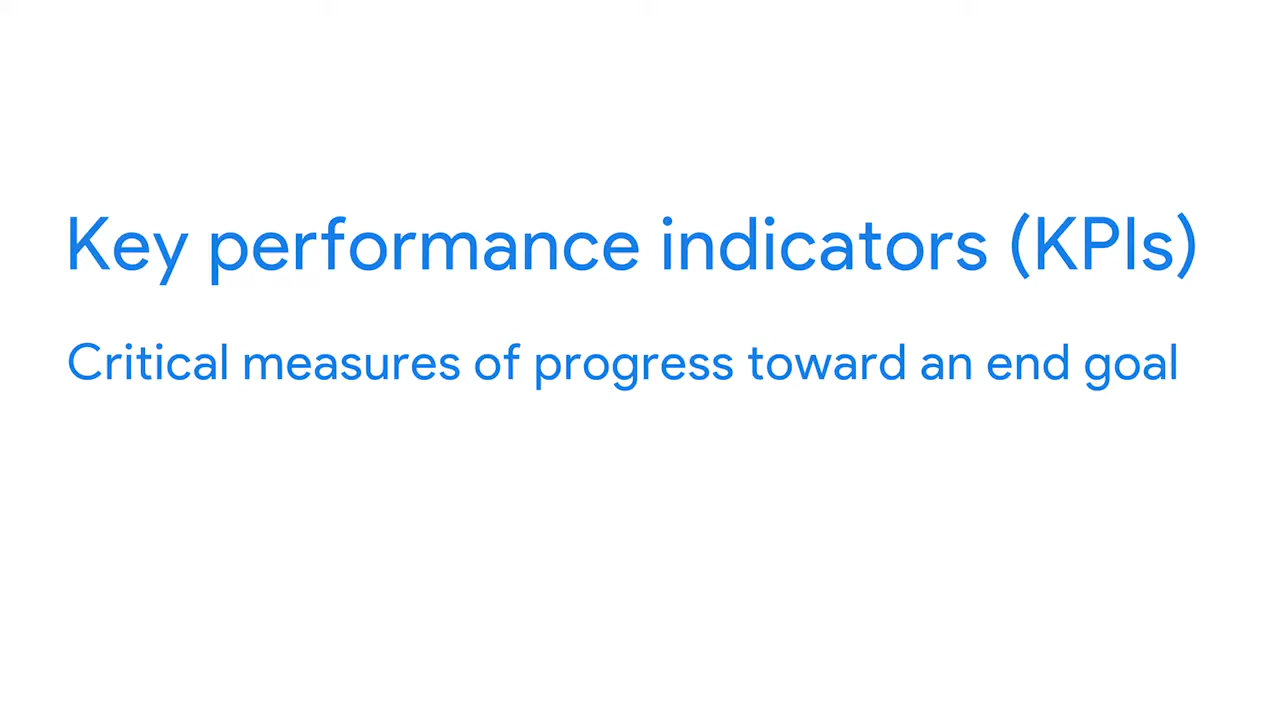 Key performance indicators (KPIs)
Critical measures of progress toward an end goal